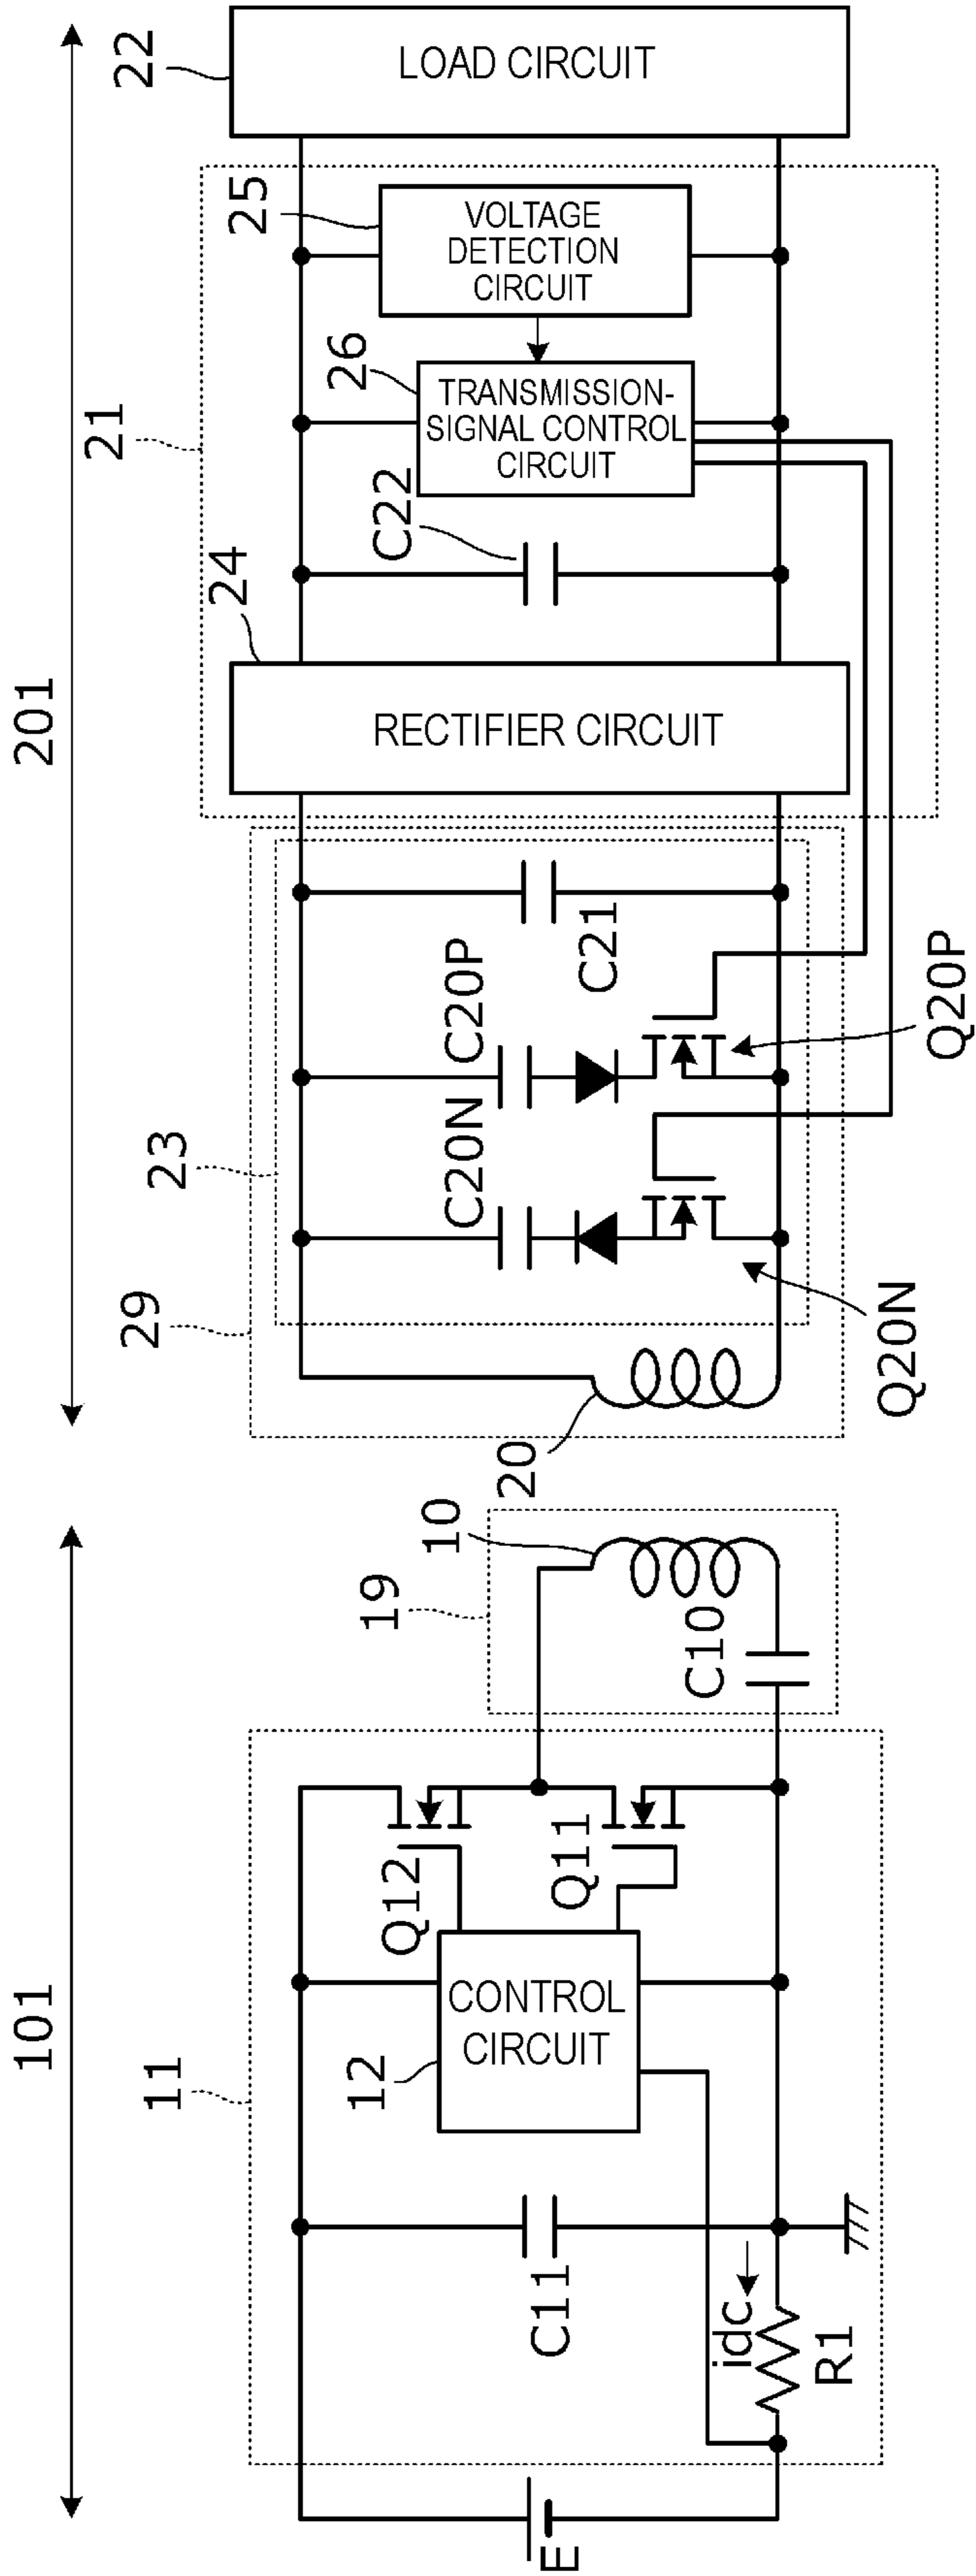 22
LOAD CIRCUIT
25
VOLTAGE
DETECTION
CIRCUIT
26
TRANSMISSION-
SIGNAL CONTROL
CIRCUIT
21
C22
24
201
RECTIFIER CIRCUIT
C21
C20P
Q20P
C20N
23
29
Q20N
20
10
19
C10
Q11
Q12
CONTROL
CIRCUIT
12
101
11
C11
idc
R1
E